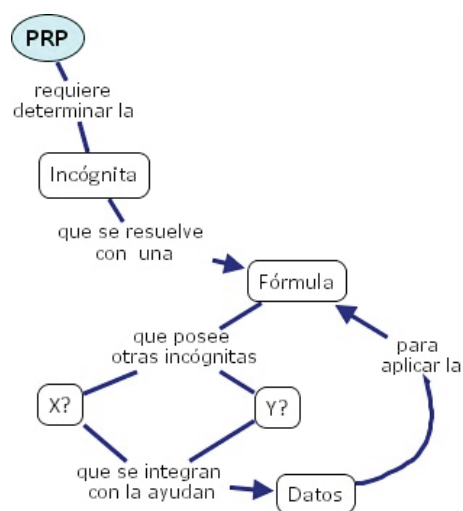 PRP
requiere
determinar la
Incógnita
que se resuelve
con una
Fórmula
que posee
otras incógnitas
para
aplicar la
X?
Y?
que se integran
con la ayudan
Datos